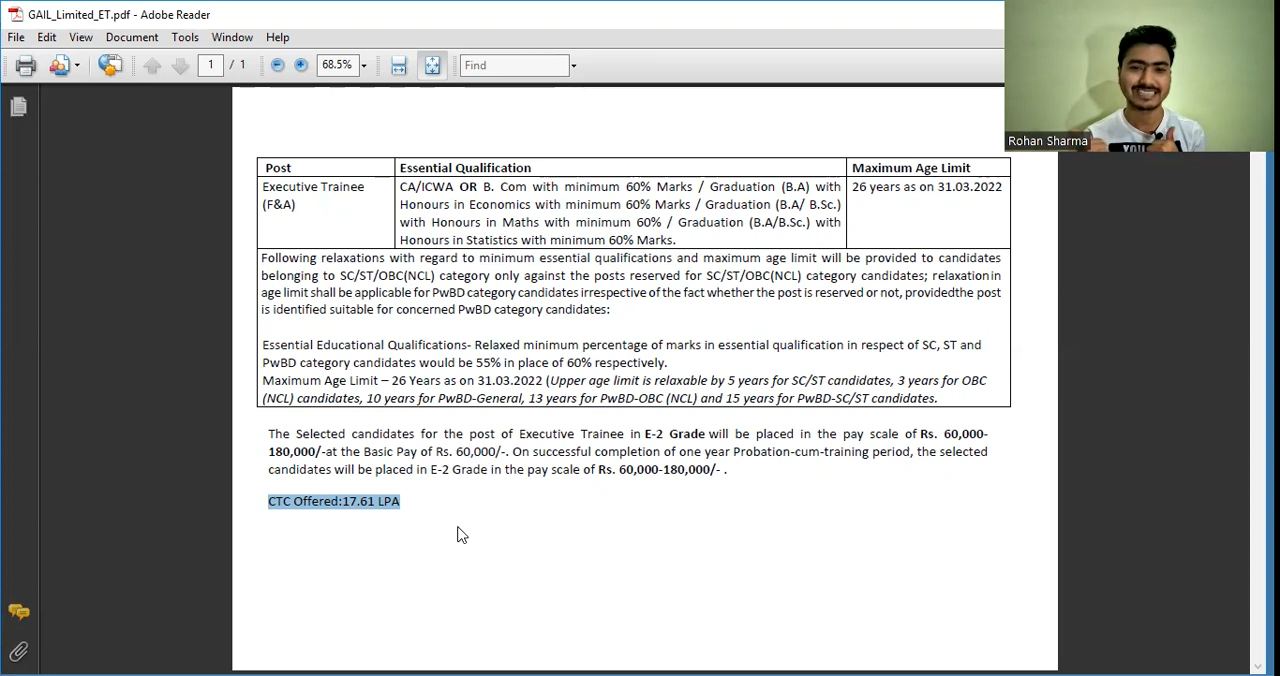 GAIL_Limited_ET.pdf - Adobe Reader
File Edit View Document Tools Window Help
1 / 1 68.5% Find
Rohan Sharma
Post Essential Qualification Maximum Age Limit
Executive Trainee CA/ICWA OR B. Com with minimum 60% Marks / Graduation (B.A) with 26 years as on 31.03.2022
(F&A) Honours in Economics with minimum 60% Marks / Graduation (B.A/ B.Sc.)
with Honours in Maths with minimum 60% / Graduation (B.A/B.Sc.) with
Honours in Statistics with minimum 60% Marks.
Following relaxations with regard to minimum essential qualifications and maximum age limit will be provided to candidates
belonging to SC/ST/OBC(NCL) category only against the posts reserved for SC/ST/OBC(NCL) category candidates; relaxation in
age limit shall be applicable for PwBD category candidates irrespective of the fact whether the post is reserved or not, providedthe post
is identified suitable for concerned PwBD category candidates:
Essential Educational Qualifications- Relaxed minimum percentage of marks in essential qualification in respect of SC, ST and
PwBD category candidates would be 55% in place of 60% respectively.
Maximum Age Limit – 26 Years as on 31.03.2022 (Upper age limit is relaxable by 5 years for SC/ST candidates, 3 years for OBC
(NCL) candidates, 10 years for PwBD-General, 13 years for PwBD-OBC (NCL) and 15 years for PwBD-SC/ST candidates.
The Selected candidates for the post of Executive Trainee in E-2 Grade will be placed in the pay scale of Rs. 60,000-
180,000/-at the Basic Pay of Rs. 60,000/-. On successful completion of one year Probation-cum-training period, the selected
candidates will be placed in E-2 Grade in the pay scale of Rs. 60,000-180,000/- .
CTC Offered:17.61 LPA